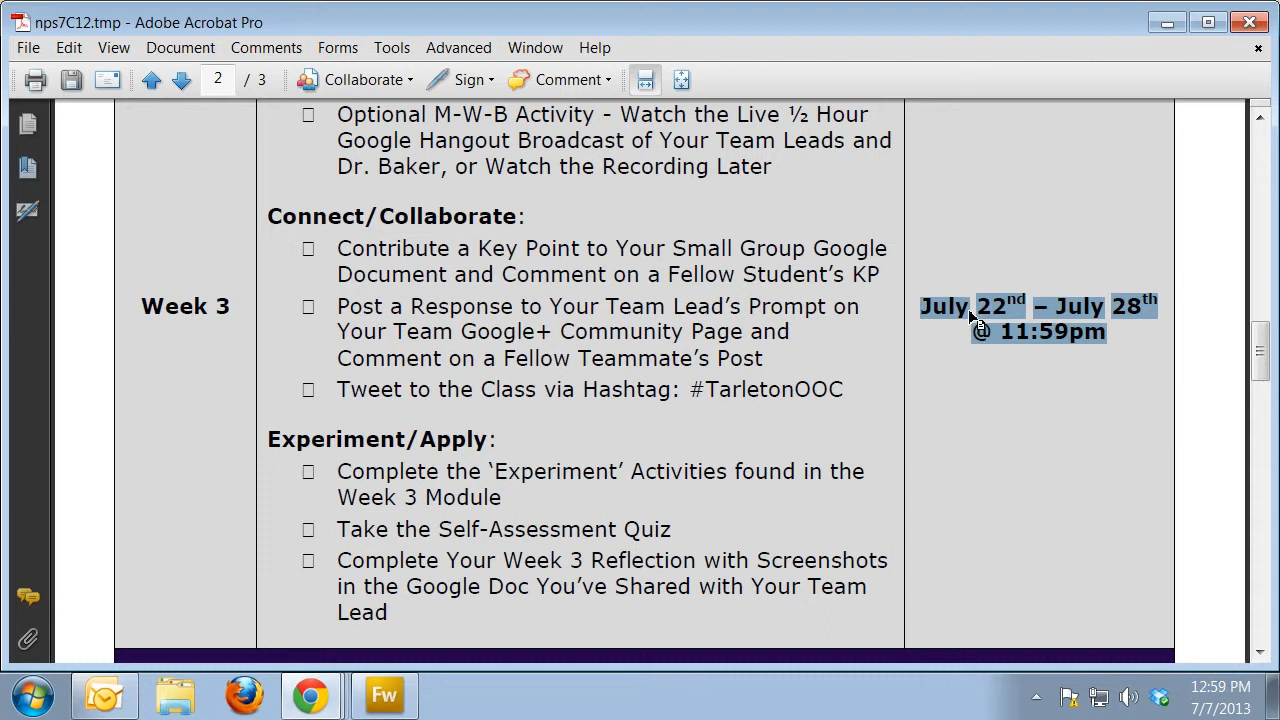 nps7C12.tmp - Adobe Acrobat Pro
File Edit View Document Comments Forms Tools Advanced Window Help
2 / 3 Collaborate Sign Comment
Optional M-W-B Activity - Watch the Live ½ Hour
Google Hangout Broadcast of Your Team Leads and
Dr. Baker, or Watch the Recording Later
Connect/Collaborate:
Contribute a Key Point to Your Small Group Google
Document and Comment on a Fellow Student’s KP
Week 3
Post a Response to Your Team Lead’s Prompt on
Your Team Google+ Community Page and
Comment on a Fellow Teammate’s Post
Tweet to the Class via Hashtag: #TarletonOOC
Experiment/Apply:
Complete the ‘Experiment’ Activities found in the
Week 3 Module
Take the Self-Assessment Quiz
Complete Your Week 3 Reflection with Screenshots
in the Google Doc You’ve Shared with Your Team
Lead
July 22nd – July 28th
@ 11:59pm
Fw
12:59 PM
7/7/2013